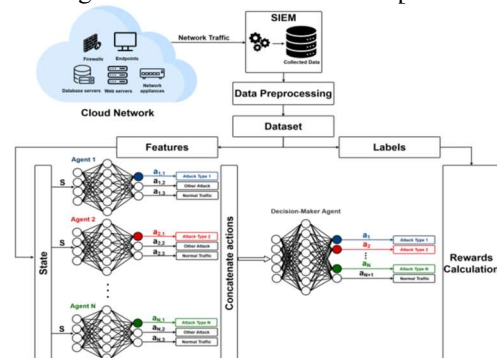 SIEM
Network Traffic
Firewalls
Endpoints
Collected Data
Database servers
Web servers
Network
appliances
Cloud Network
Data Preprocessing
Dataset
Features
Labels
Agent 1
S
a1,1
Attack Type 1
a1,2
Other Attack
a1,3
Normal Traffic
Agent 2
S
a2,1
Attack Type 2
a2,2
Other Attack
a2,3
Normal Traffic
Agent N
S
aN,1
Attack Type N
aN,2
Other Attack
aN,3
Normal Traffic
State
Concatenate actions
Decision-Maker Agent
a1
Attack Type 1
a2
Attack Type 2
aN
Attack Type N
aN+1
Normal Traffic
Rewards
Calculation